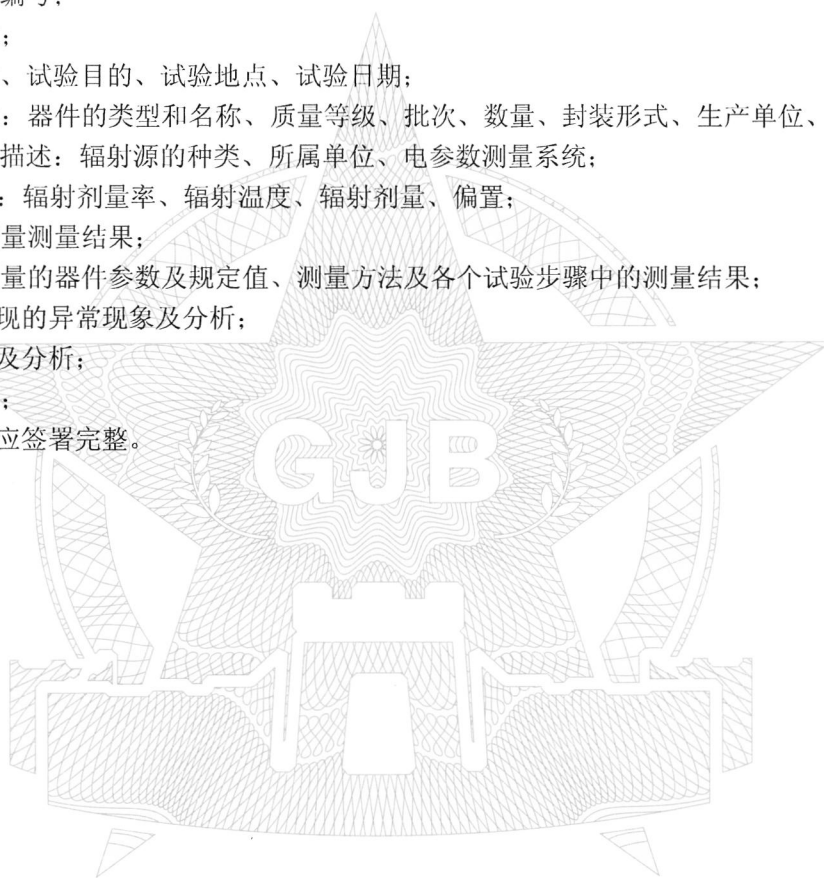 编号；
；
、试验目的、试验地点、试验日期；
：器件的类型和名称、质量等级、批次、数量、封装形式、生产单位、
描述：辐射源的种类、所属单位、电参数测量系统；
：辐射剂量率、辐射温度、辐射剂量、偏置；
量测量结果；
量的器件参数及规定值、测量方法及各个试验步骤中的测量结果；
现的异常现象及分析；
及分析；
；
应签署完整。
GJB